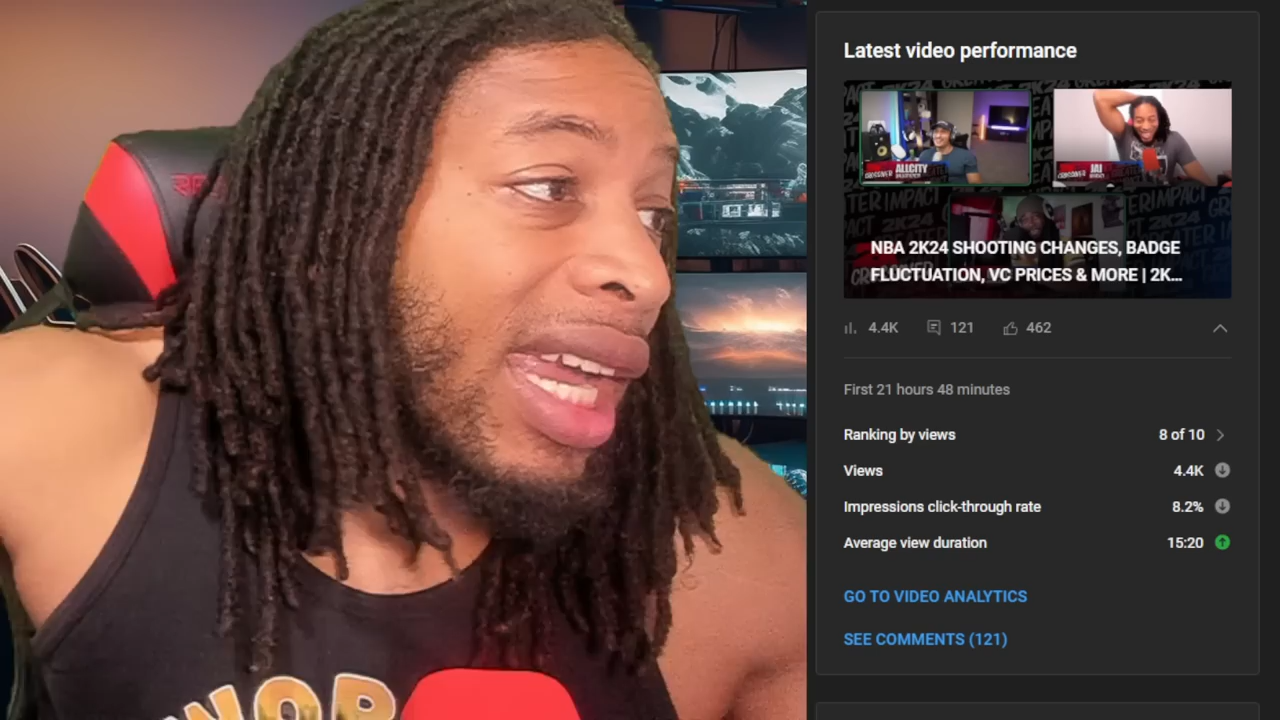 Latest video performance
ALLCITY
JAI
NBA 2K24 SHOOTING CHANGES, BADGE
FLUCTUATION, VC PRICES & MORE | 2K...
4.4K 121 462
First 21 hours 48 minutes
Ranking by views 8 of 10
Views 4.4K
Impressions click-through rate 8.2%
Average view duration 15:20
GO TO VIDEO ANALYTICS
SEE COMMENTS (121)